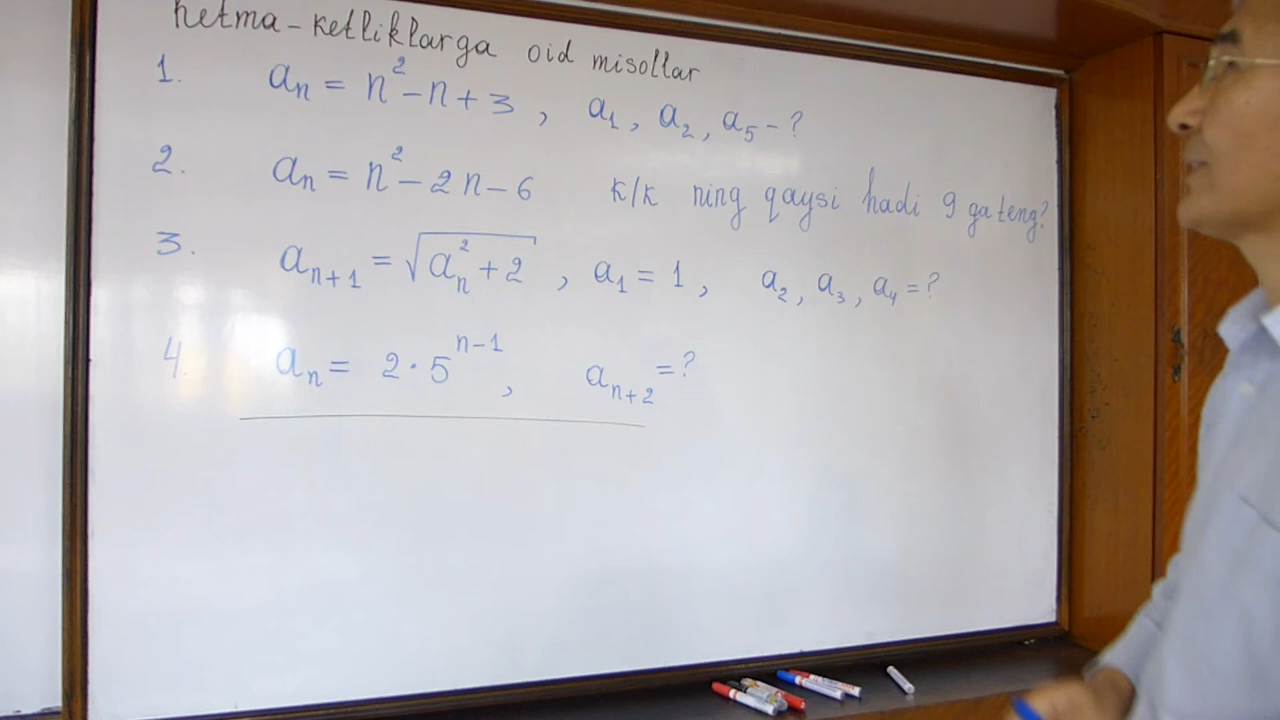 ketma-ketliklarga oid misollar
1. aₙ = n² - n + 3 , a₁ , a₂ , a₅ - ?
2. aₙ = n² - 2n - 6 k/k ning qaysi hadi 9 ga teng?
3. aₙ₊₁ = √(aₙ² + 2) , a₁ = 1 , a₂ , a₃ , a₄ = ?
4. aₙ = 2 · 5ⁿ⁻¹ , aₙ₊₂ = ?